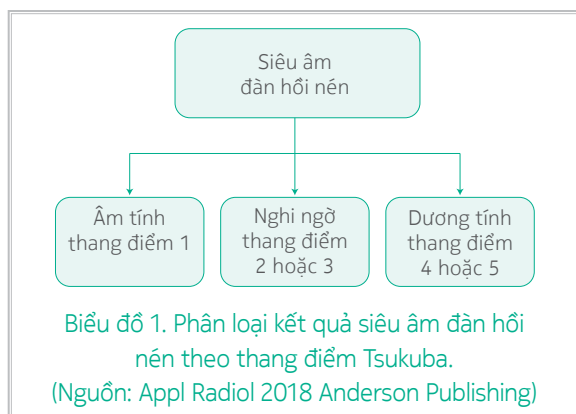 Siêu âm
đàn hồi nén
Âm tính
thang điểm 1
Nghi ngờ
thang điểm
2 hoặc 3
Dương tính
thang điểm
4 hoặc 5
Biểu đồ 1. Phân loại kết quả siêu âm đàn hồi
nén theo thang điểm Tsukuba.
(Nguồn: Appl Radiol 2018 Anderson Publishing)